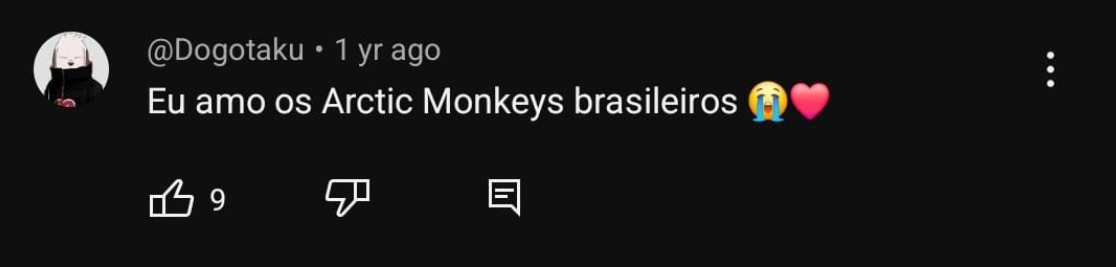 @Dogotaku • 1 yr ago
Eu amo os Arctic Monkeys brasileiros 😭❤️
9